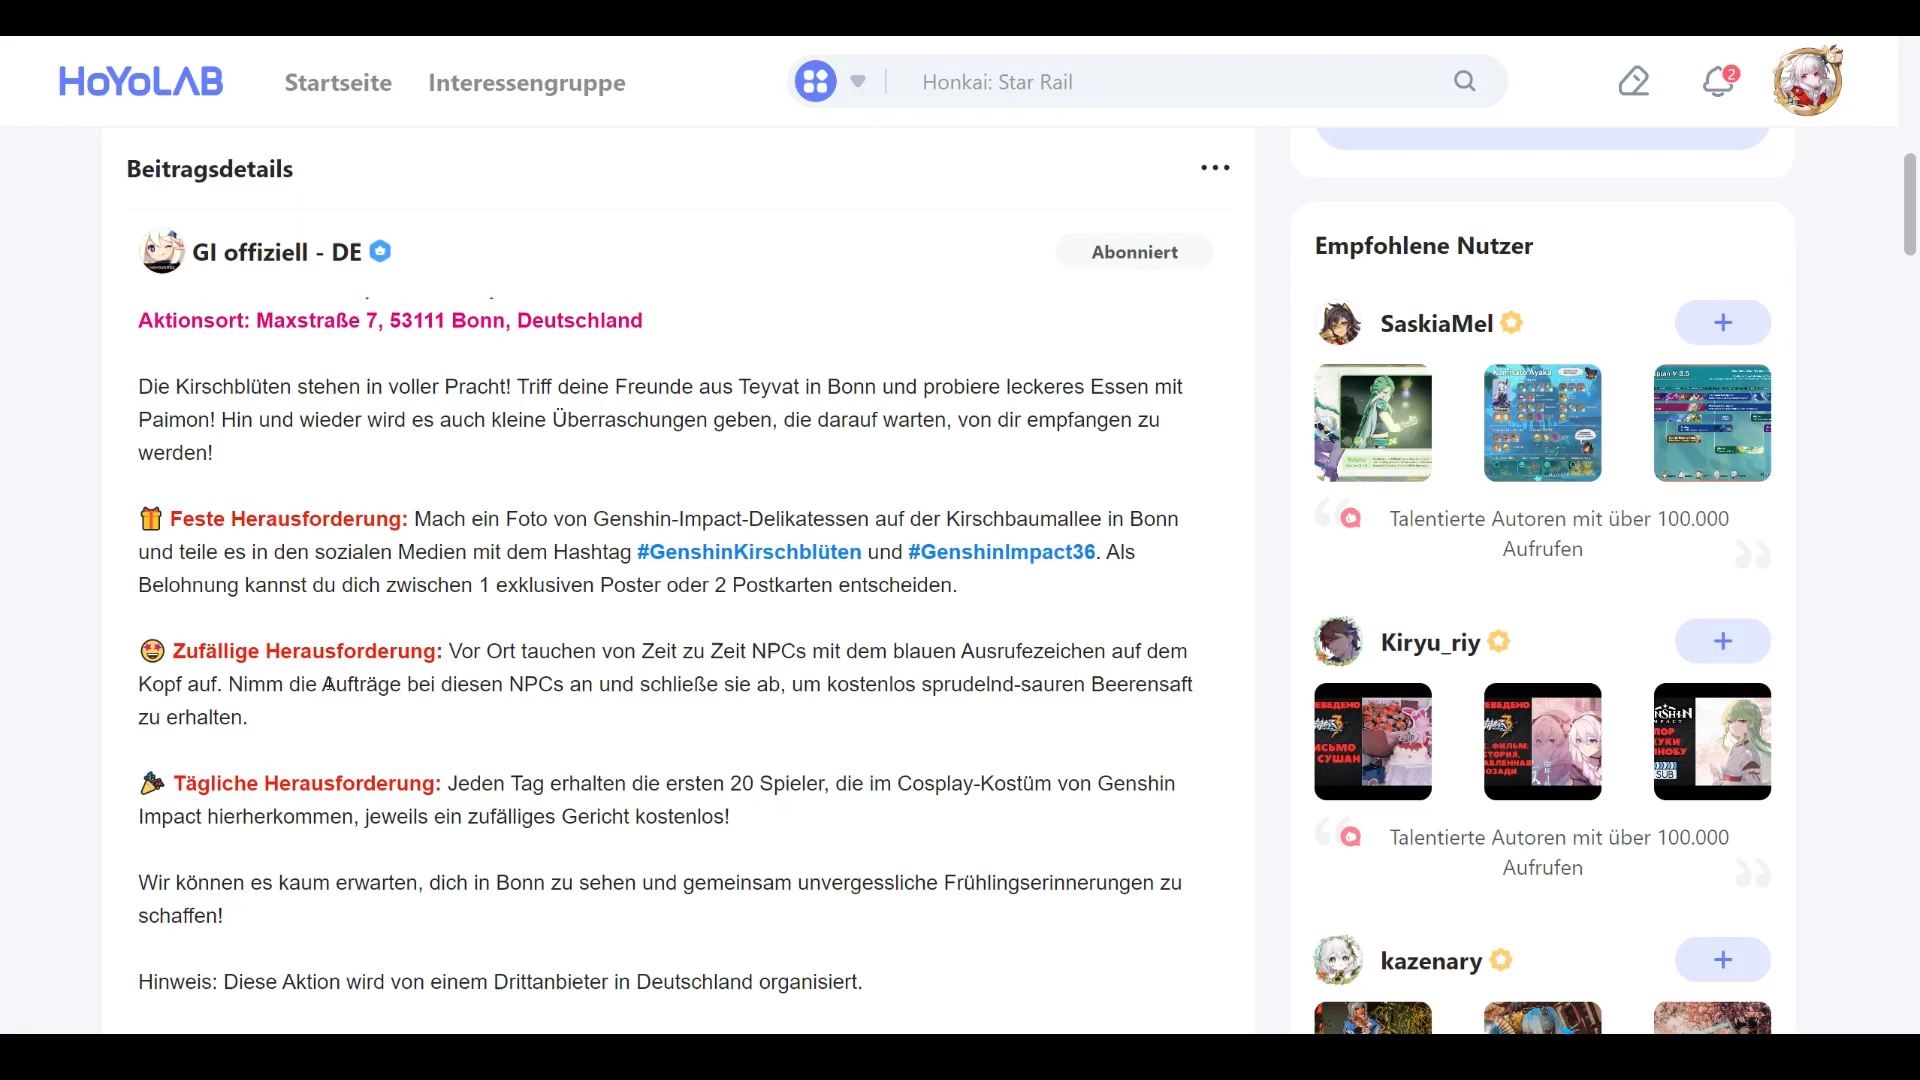 HoYoLAB
Startseite
Interessengruppe
Honkai: Star Rail
2
Beitragsdetails
GI offiziell - DE
Abonniert
Aktionsort: Maxstraße 7, 53111 Bonn, Deutschland
Die Kirschblüten stehen in voller Pracht! Triff deine Freunde aus Teyvat in Bonn und probiere leckeres Essen mit
Paimon! Hin und wieder wird es auch kleine Überraschungen geben, die darauf warten, von dir empfangen zu
werden!
Feste Herausforderung: Mach ein Foto von Genshin-Impact-Delikatessen auf der Kirschbaumallee in Bonn
und teile es in den sozialen Medien mit dem Hashtag #GenshinKirschblüten und #GenshinImpact36. Als
Belohnung kannst du dich zwischen 1 exklusiven Poster oder 2 Postkarten entscheiden.
Zufällige Herausforderung: Vor Ort tauchen von Zeit zu Zeit NPCs mit dem blauen Ausrufezeichen auf dem
Kopf auf. Nimm die Aufträge bei diesen NPCs an und schließe sie ab, um kostenlos sprudelnd-sauren Beerensaft
zu erhalten.
Tägliche Herausforderung: Jeden Tag erhalten die ersten 20 Spieler, die im Cosplay-Kostüm von Genshin
Impact hierherkommen, jeweils ein zufälliges Gericht kostenlos!
Wir können es kaum erwarten, dich in Bonn zu sehen und gemeinsam unvergessliche Frühlingserinnerungen zu
schaffen!
Hinweis: Diese Aktion wird von einem Drittanbieter in Deutschland organisiert.
Empfohlene Nutzer
SaskiaMel
Kamisato Ayaka
plan V 3.5
Talentierte Autoren mit über 100.000
Aufrufen
Kiryu_riy
SUB
Talentierte Autoren mit über 100.000
Aufrufen
kazenary